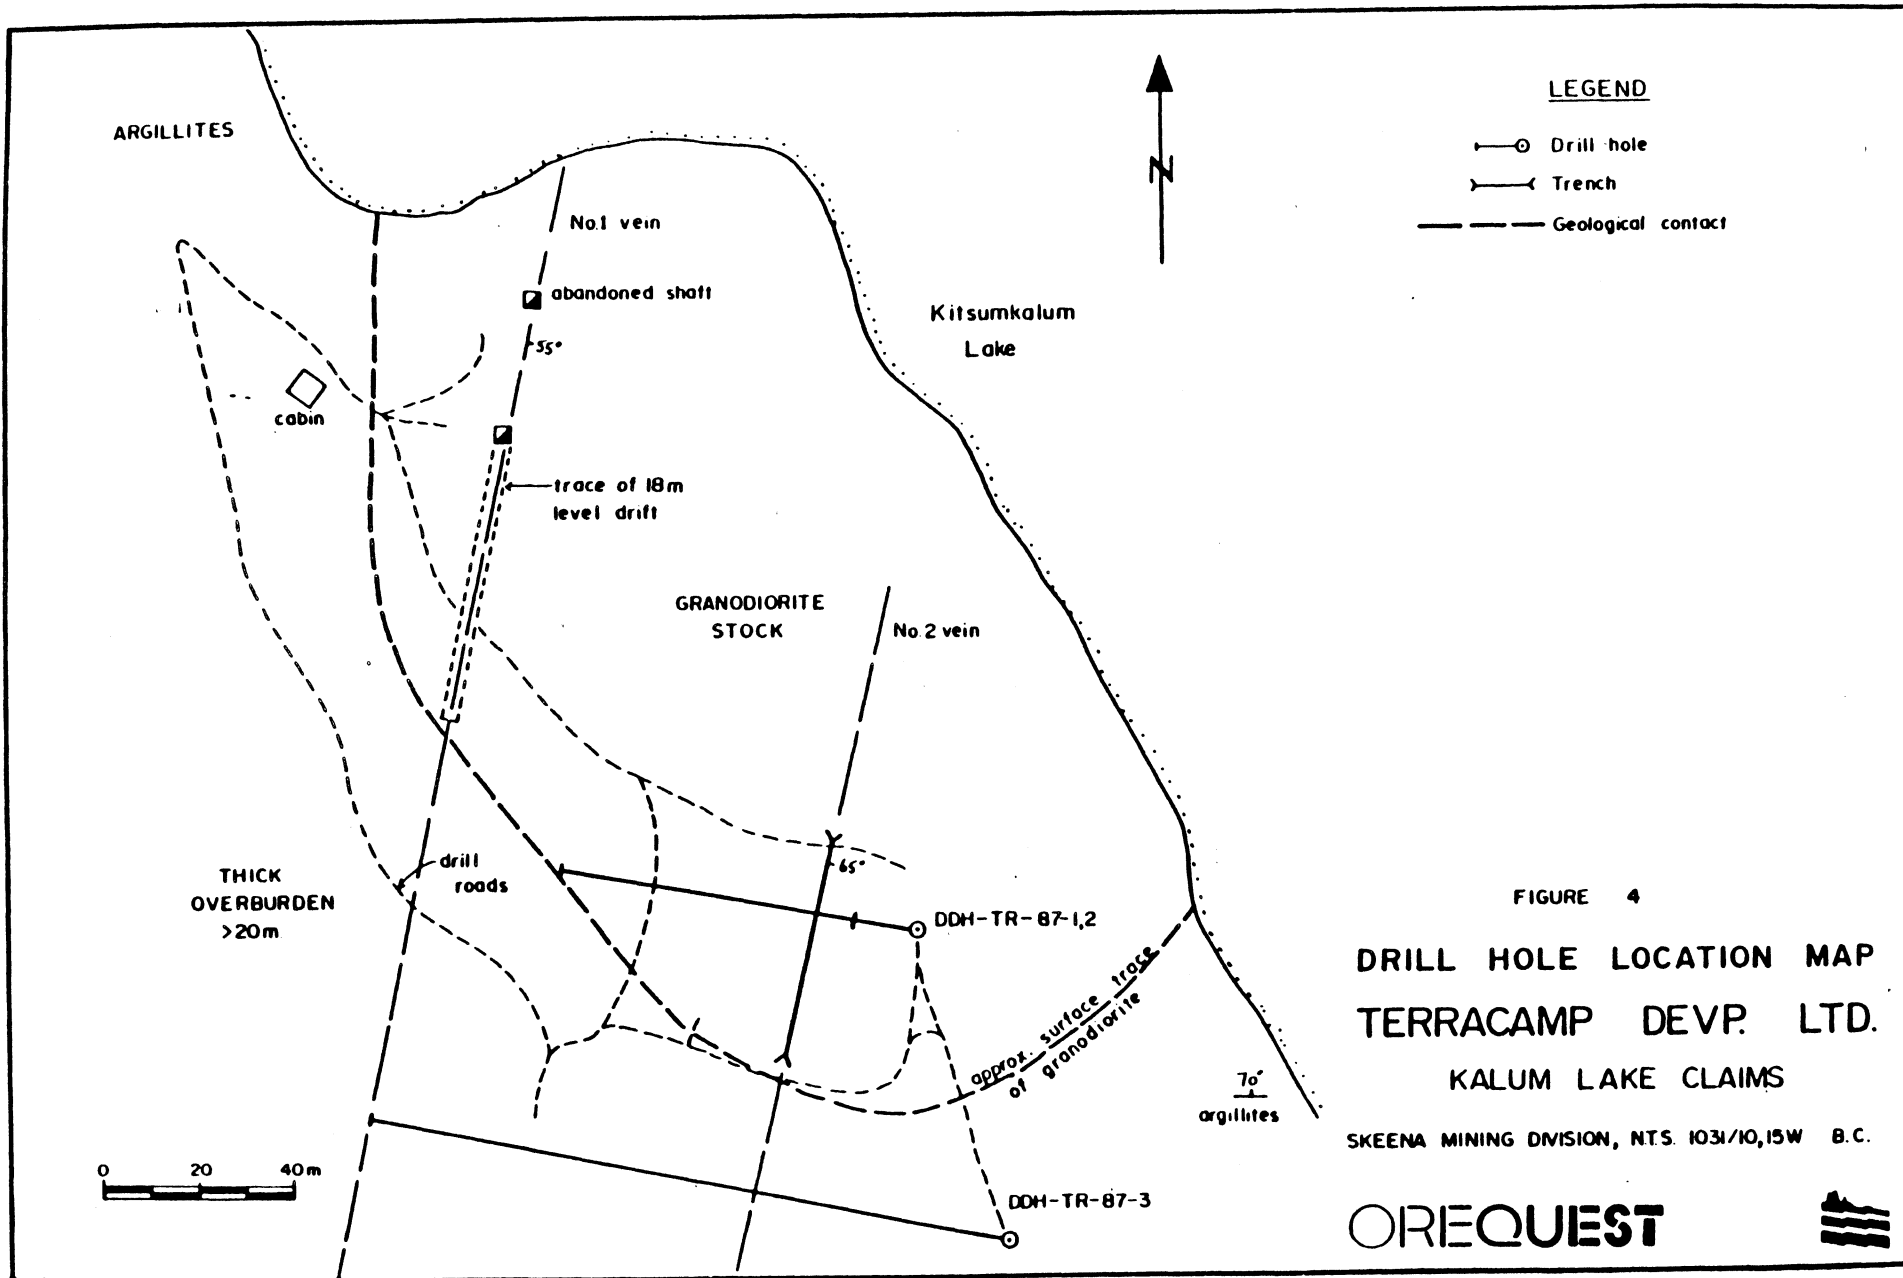 ARGILLITES
N
LEGEND
Drill hole
Trench
Geological contact
No.1 vein
abandoned shaft
55°
Kitsumkalum
Lake
cabin
trace of 18m
level drift
GRANODIORITE
STOCK
No. 2 vein
drill
roads
THICK
OVERBURDEN
>20m
65°
DDH-TR-87-1,2
approx. surface trace
of granodiorite
70°
argillites
DDH-TR-87-3
0 20 40m
FIGURE 4
DRILL HOLE LOCATION MAP
TERRACAMP DEVP. LTD.
KALUM LAKE CLAIMS
SKEENA MINING DIVISION, N.T.S. 103I/10,15W B.C.
OREQUEST